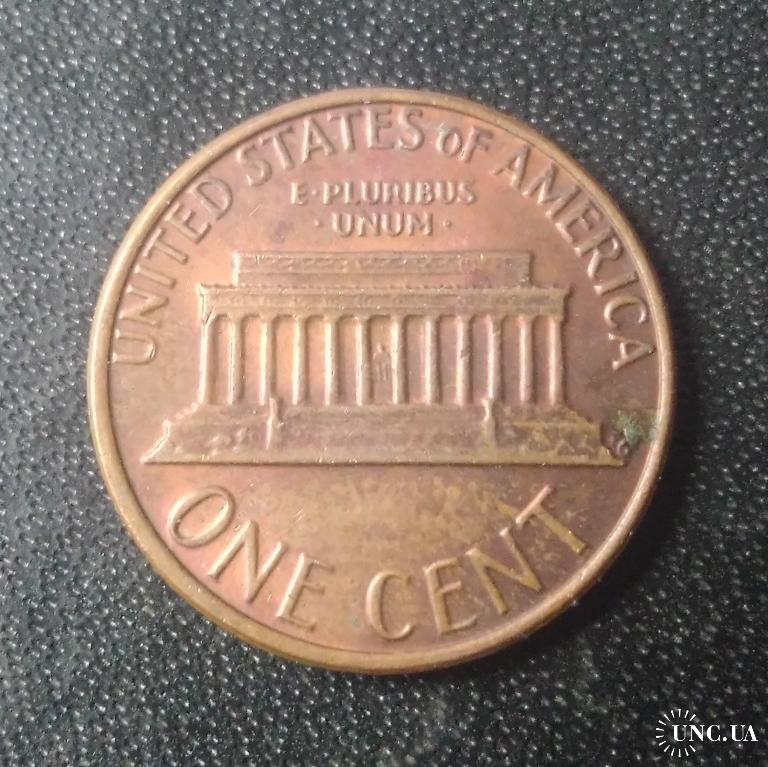 UNITED STATES OF AMERICA
E·PLURIBUS
·UNUM·
ONE CENT
UNC.UA